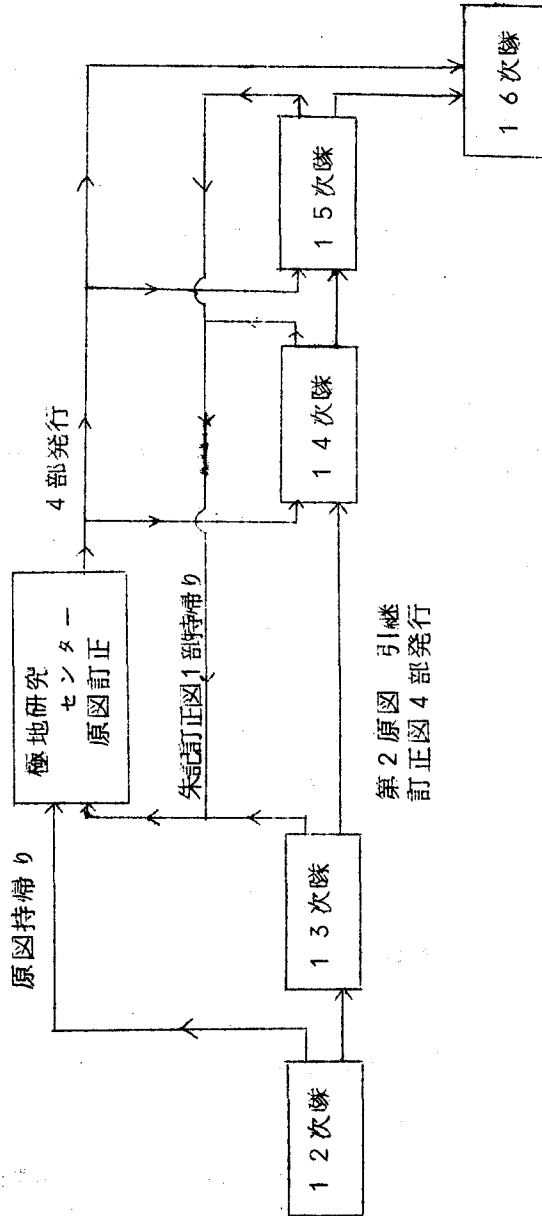 原図持帰り
極地研究
センター
原図訂正
4部発行
朱記訂正図1部持帰り
12次隊
13次隊
14次隊
15次隊
16次隊
第2原図 引継
訂正図4部発行